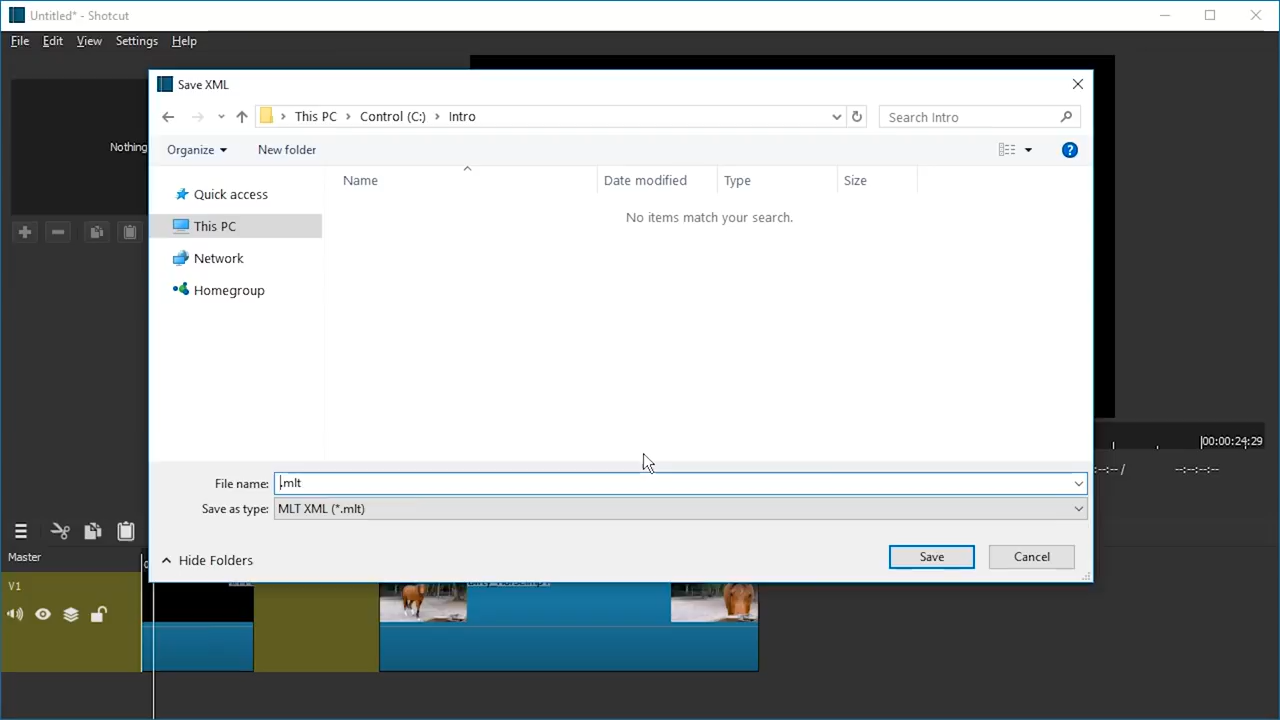 Untitled* - Shotcut
File Edit View Settings Help
Save XML
This PC Control (C:) Intro
Search Intro
Organize New folder
Nothing
Name Date modified Type Size
Quick access
No items match your search.
This PC
Network
Homegroup
00:00:24:29
--:--:-- / --:--:--:--
File name: .mlt
Save as type: MLT XML (*.mlt)
Save Cancel
Hide Folders
Master
V1